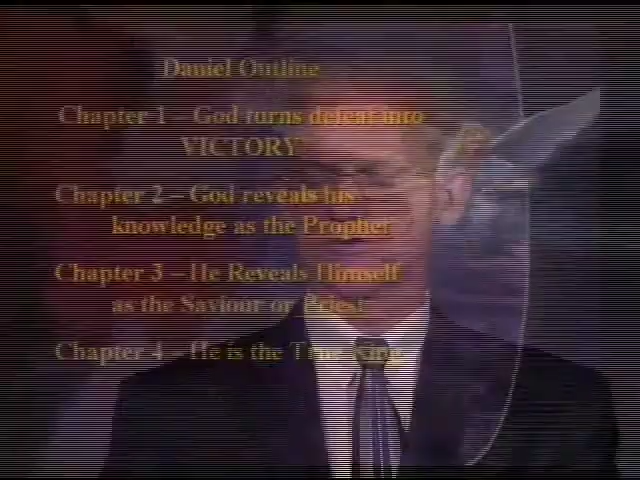 Daniel Outline
Chapter 1 – God turns defeat into
VICTORY
Chapter 2 – God reveals his
knowledge as the Prophet
Chapter 3 – He Reveals Himself
as the Saviour or Priest
Chapter 4 – He is the True King